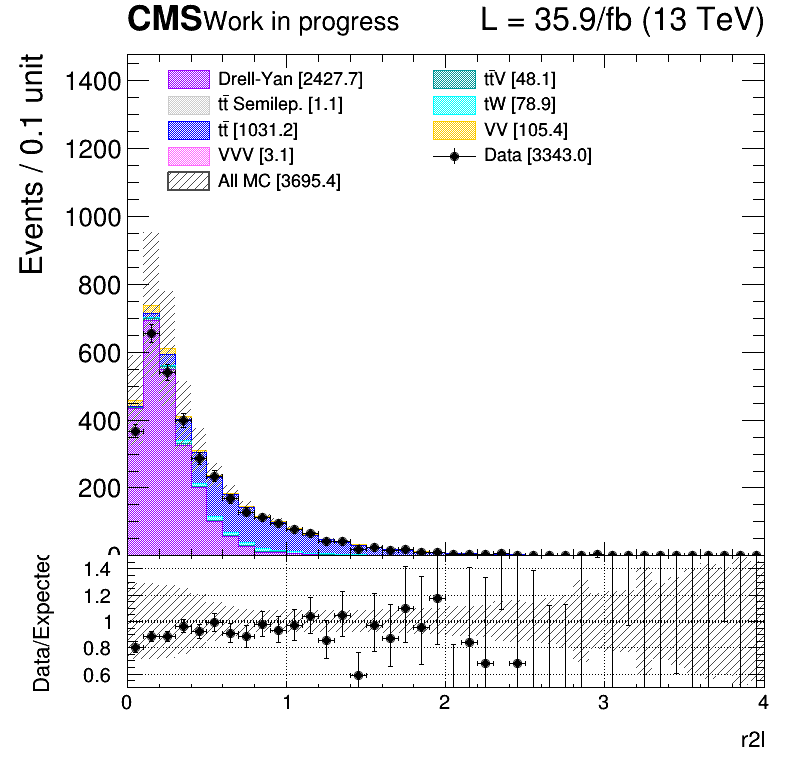 CMS Work in progress L = 35.9/fb (13 TeV)
Events / 0.1 unit
1400
1200
1000
800
600
400
200
0
Drell-Yan [2427.7]
tt̄ Semilep. [1.1]
tt̄ [1031.2]
VVV [3.1]
All MC [3695.4]
tt̄V [48.1]
tW [78.9]
VV [105.4]
Data [3343.0]
Data/Expected
1.4
1.2
1
0.8
0.6
0 1 2 3 4
r2l